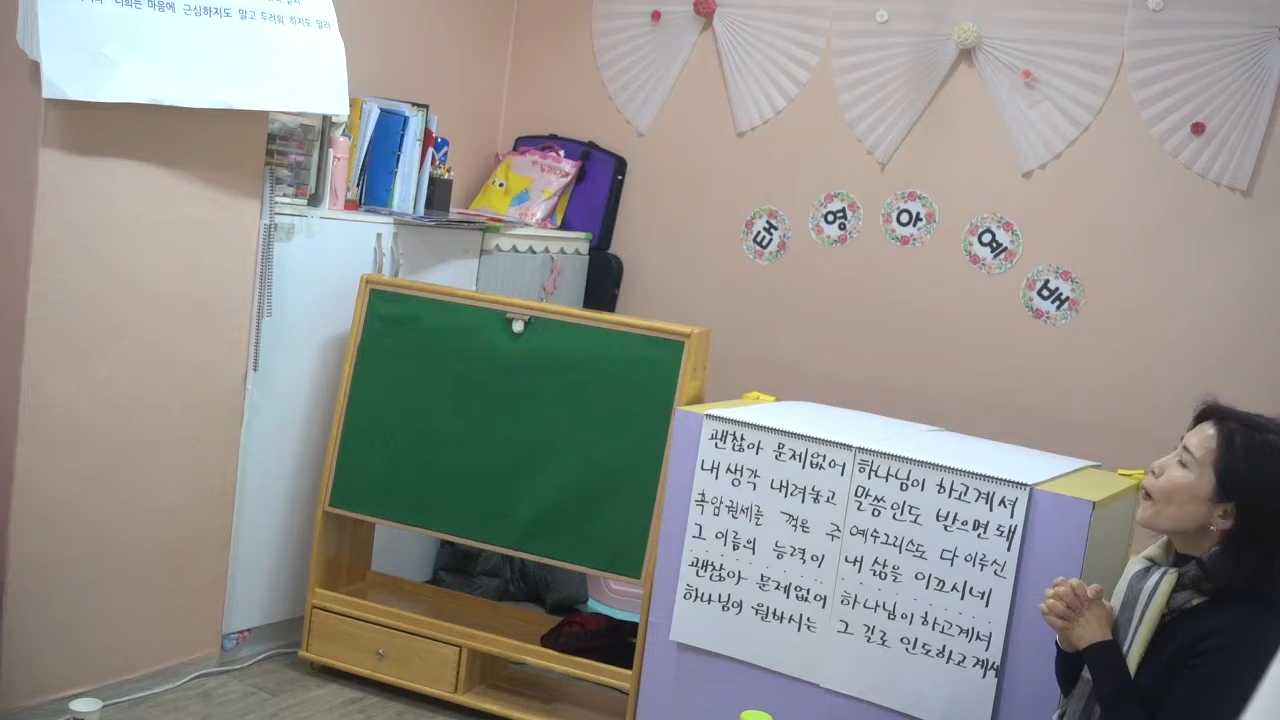 너희는 마음에 근심하지도 말고 두려워 하지도 말라
태영아예배
괜찮아 문제없어 하나님이 하고계셔
내 생각 내려놓고 말씀인도 받으면 돼
흑암권세를 꺾은 주 예수그리스도 다 이루신
그 이름의 능력이 내 삶을 이끄시네
괜찮아 문제없어 하나님이 하고계셔
하나님이 원하시는 그 길로 인도하고계셔